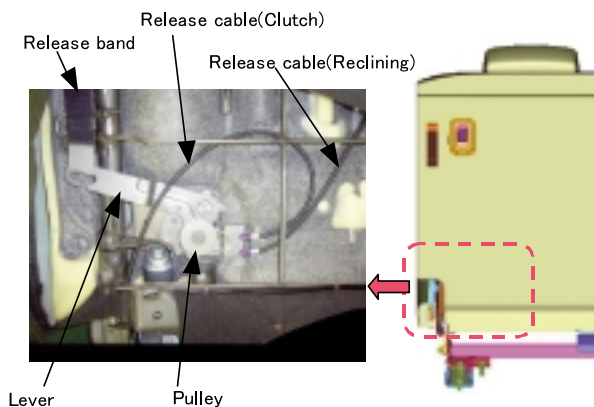 Release cable(Clutch)
Release band
Release cable(Reclining)
Lever
Pulley